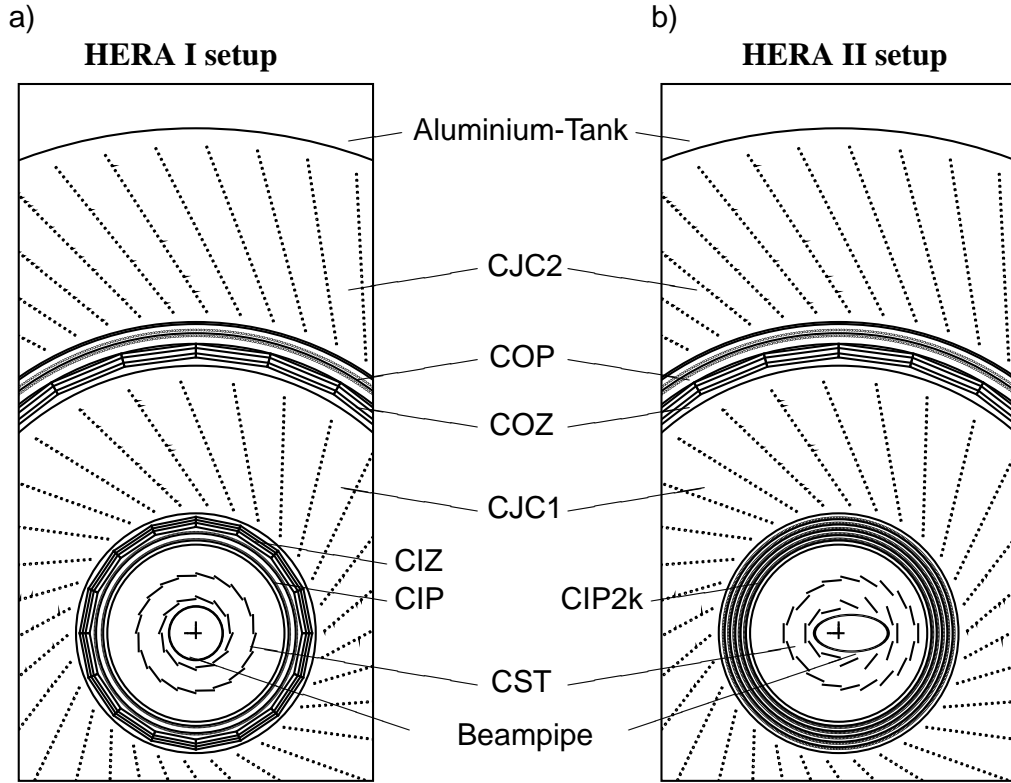 a)
b)
HERA I setup
HERA II setup
Aluminium-Tank
CJC2
COP
COZ
CJC1
CIZ
CIP
CIP2k
CST
Beampipe